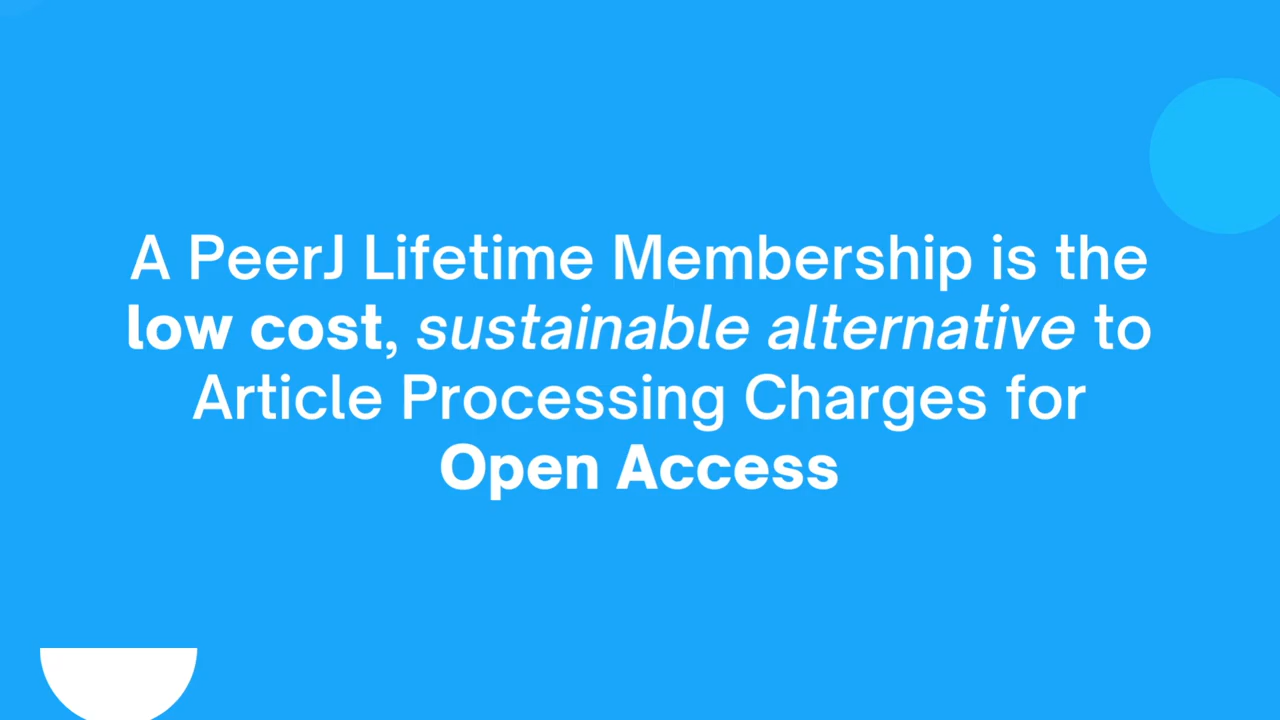 A PeerJ Lifetime Membership is the
low cost, sustainable alternative to
Article Processing Charges for
Open Access